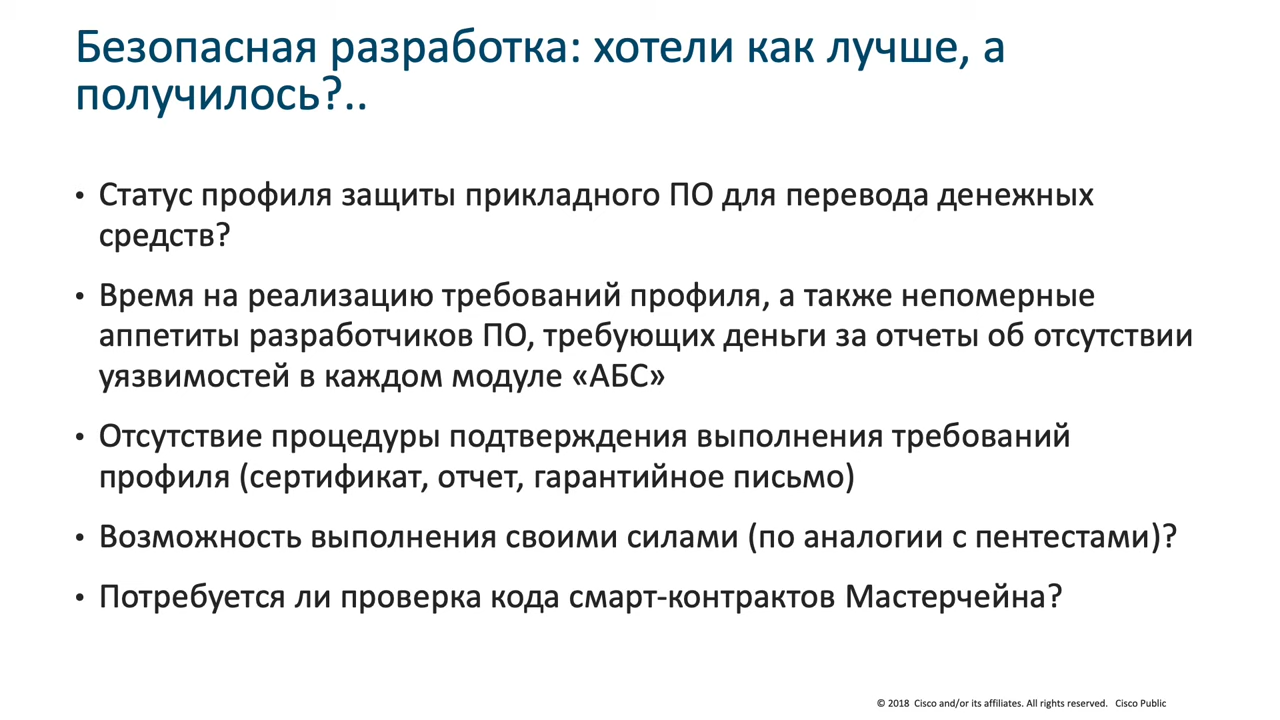 Безопасная разработка: хотели как лучше, а
получилось?..
• Статус профиля защиты прикладного ПО для перевода денежных
средств?
• Время на реализацию требований профиля, а также непомерные
аппетиты разработчиков ПО, требующих деньги за отчеты об отсутствии
уязвимостей в каждом модуле «АБС»
• Отсутствие процедуры подтверждения выполнения требований
профиля (сертификат, отчет, гарантийное письмо)
• Возможность выполнения своими силами (по аналогии с пентестами)?
• Потребуется ли проверка кода смарт-контрактов Мастерчейна?
© 2018 Cisco and/or its affiliates. All rights reserved. Cisco Public